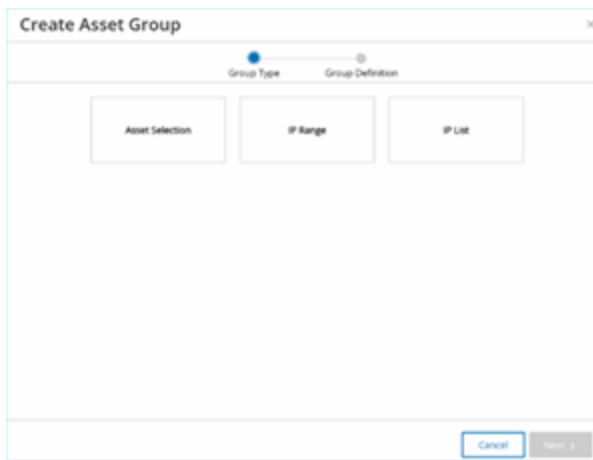 Create Asset Group
Group Type Group Definition
Asset Selection IP Range IP List
Cancel Next >